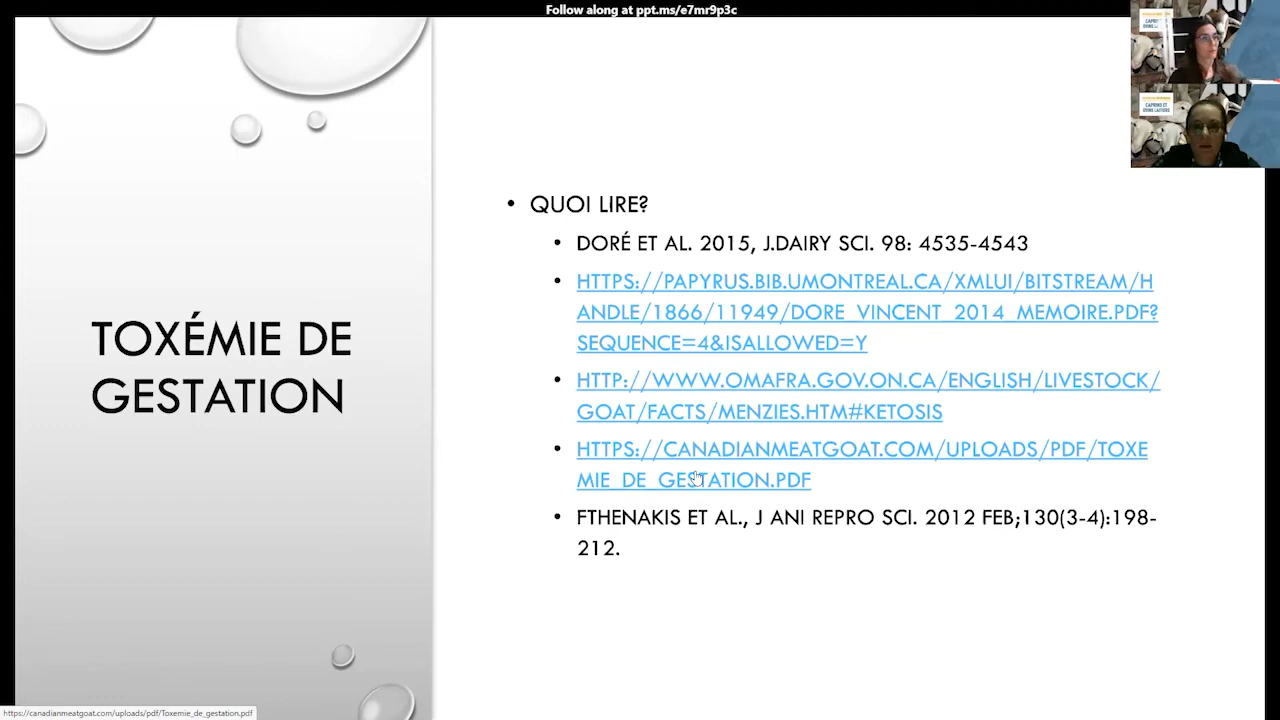 Follow along at ppt.ms/e7mr9p3c
CAPRINS ET
OVINS LAITIERS
TOXÉMIE DE
GESTATION
• QUOI LIRE?
• DORÉ ET AL. 2015, J.DAIRY SCI. 98: 4535-4543
• HTTPS://PAPYRUS.BIB.UMONTREAL.CA/XMLUI/BITSTREAM/H
ANDLE/1866/11949/DORE_VINCENT_2014_MEMOIRE.PDF?
SEQUENCE=4&ISALLOWED=Y
• HTTP://WWW.OMAFRA.GOV.ON.CA/ENGLISH/LIVESTOCK/
GOAT/FACTS/MENZIES.HTM#KETOSIS
• HTTPS://CANADIANMEATGOAT.COM/UPLOADS/PDF/TOXE
MIE_DE_GESTATION.PDF
• FTHENAKIS ET AL., J ANI REPRO SCI. 2012 FEB;130(3-4):198-
212.
https://canadianmeatgoat.com/uploads/pdf/Toxemie_de_gestation.pdf